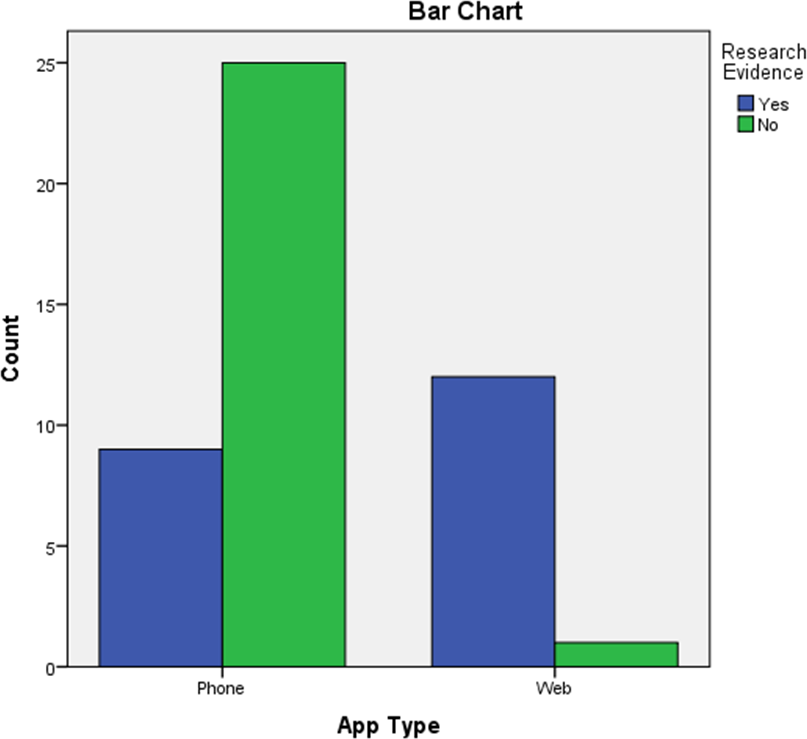 Bar Chart
Research
Evidence
Yes
No
25
20
15
10
5
0
Count
Phone
Web
App Type